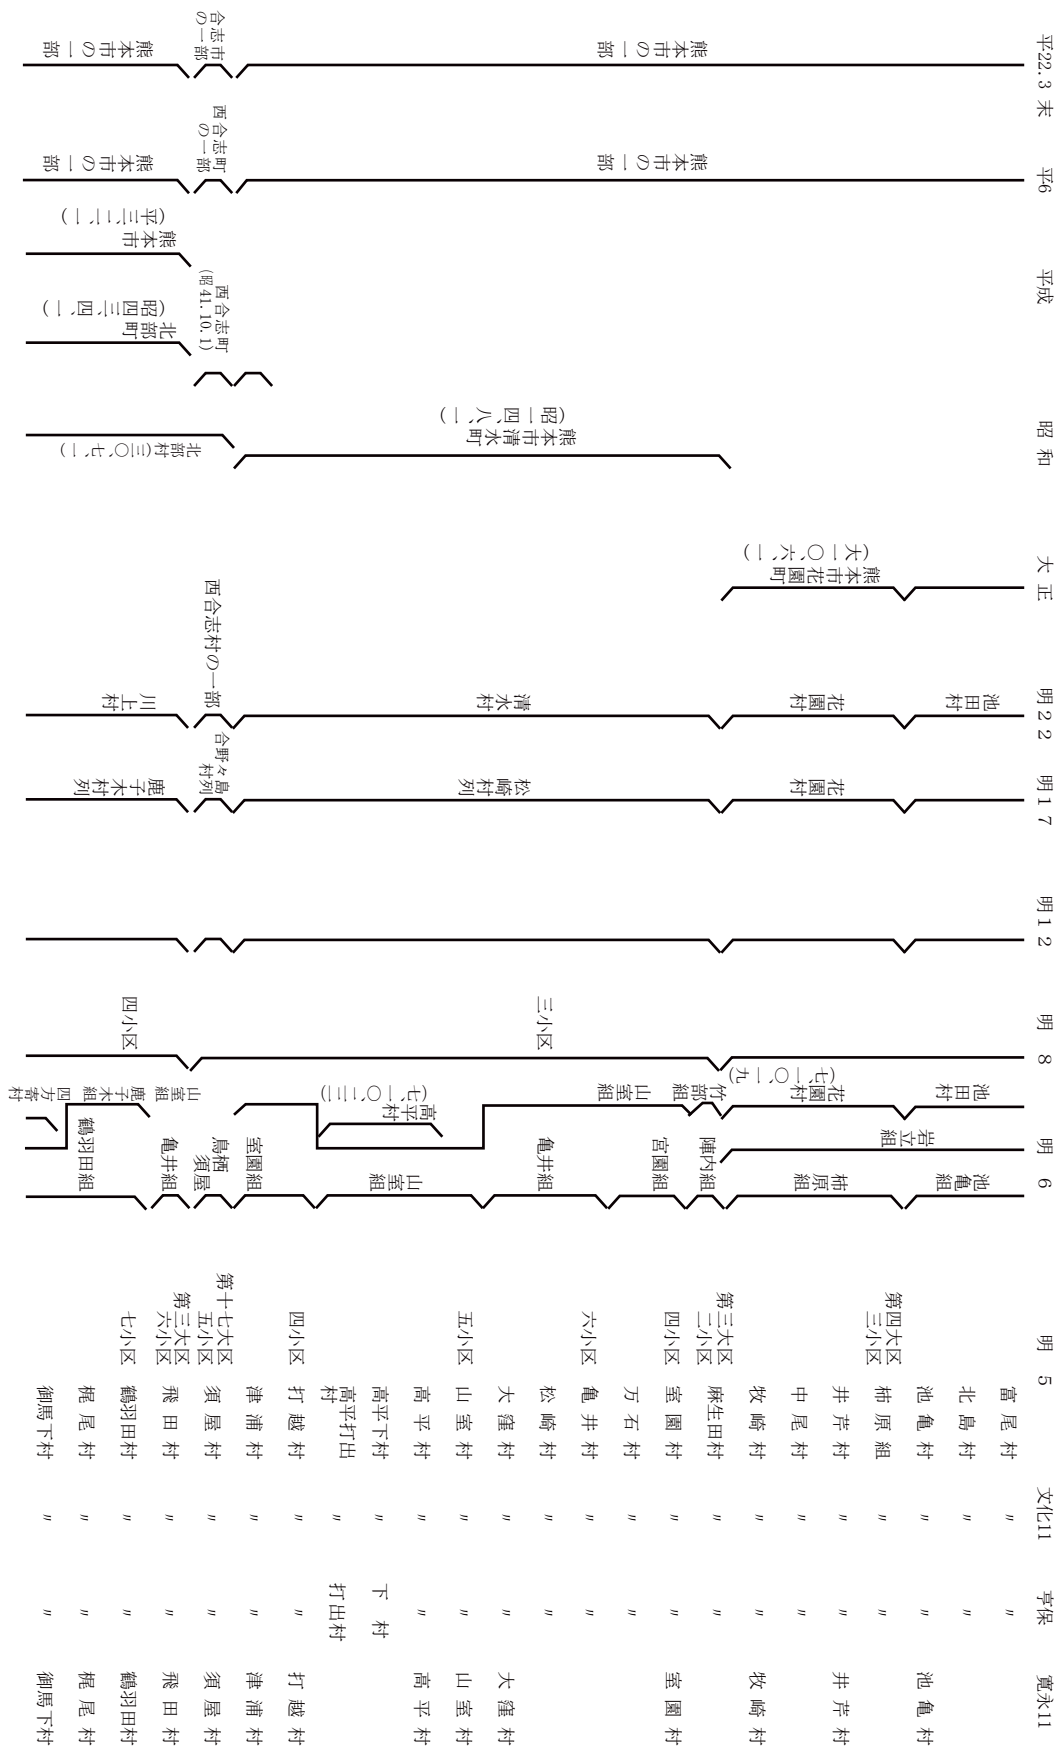 平22.3 末
平6
平成
昭和
大正
明22
明17
明12
明8
明6
明5
文化11
亨保
寛永11
熊本市の一部
合志市
の一部
熊本市の一部
熊本市の一部
西合志町
の一部
熊本市の一部
熊本市
(平三、二、一)
北部町
(昭四三、四、一)
西合志町
(昭41.10.1)
熊本市清水町
(昭一四、八、一)
北部村(三〇、七、一)
熊本市花園町
(大一〇、六、一)
池田村
花園村
清水村
西合志村の一部
川上村
花園村
松崎村列
合野々島
村列
鹿子木村列
三小区
四小区
池田村
花園村
(七、一〇、一九)
竹部組
山室組
高平村
(七、一〇、二二)
山室組
鹿子木組
四方寄村
岩立組
池亀組
柿原組
陣内組
宮園組
亀井組
山室組
室園組
鳥栖
須屋
亀井組
鶴羽田組
第四大区
三小区
第三大区
二小区
四小区
六小区
五小区
四小区
第十七大区
五小区
第三大区
六小区
七小区
富尾村 〃 〃
北島村 〃 〃
池亀村 〃 〃 池亀村
柿原組 〃 〃
井芹村 〃 〃 井芹村
中尾村 〃 〃
牧崎村 〃 〃 牧崎村
麻生田村 〃 〃
室園村 〃 〃 室園村
万石村 〃 〃
亀井村 〃 〃
松崎村 〃 〃
大窪村 〃 〃 大窪村
山室村 〃 〃 山室村
高平村 〃 〃 高平村
高平下村 〃 下村
高平打出
村 〃 打出村
打越村 〃 〃 打越村
津浦村 〃 〃 津浦村
須屋村 〃 〃 須屋村
飛田村 〃 〃 飛田村
鶴羽田村 〃 〃 鶴羽田村
梶尾村 〃 〃 梶尾村
御馬下村 〃 〃 御馬下村